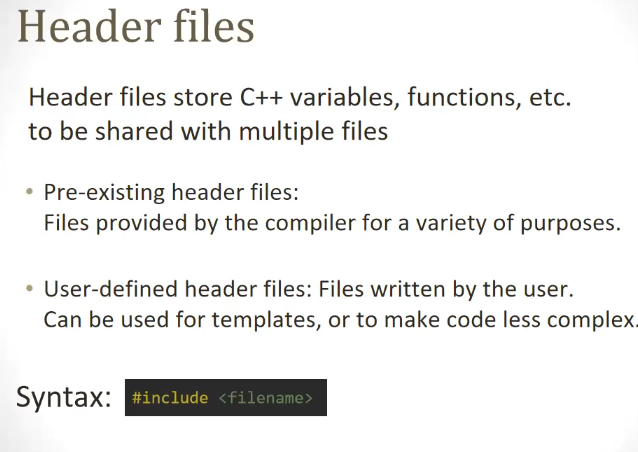 Header files
Header files store C++ variables, functions, etc.
to be shared with multiple files
• Pre-existing header files:
Files provided by the compiler for a variety of purposes.
• User-defined header files: Files written by the user.
Can be used for templates, or to make code less complex.
Syntax: #include <filename>